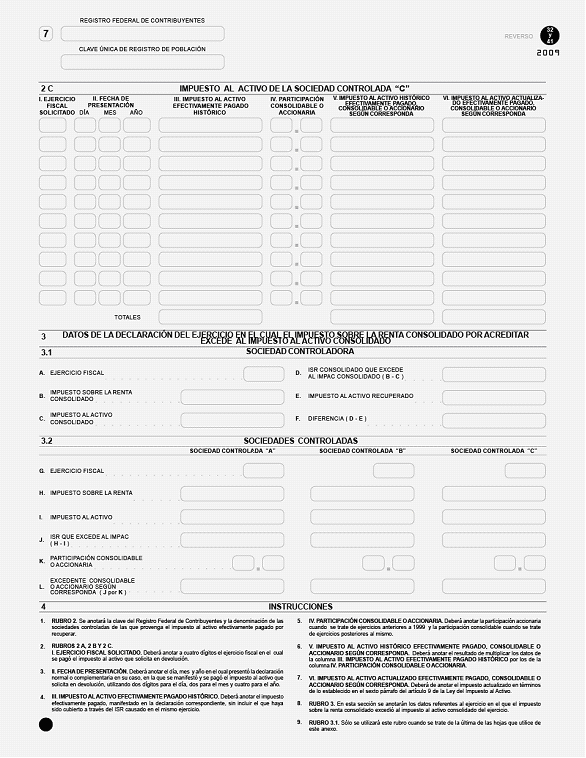 REGISTRO FEDERAL DE CONTRIBUYENTES
7
CLAVE ÚNICA DE REGISTRO DE POBLACIÓN
REVERSO
32
y
41
2009
2 C IMPUESTO AL ACTIVO DE LA SOCIEDAD CONTROLADA “C”
I. EJERCICIO
FISCAL
SOLICITADO
II. FECHA DE
PRESENTACIÓN
DÍA MES AÑO
III. IMPUESTO AL ACTIVO
EFECTIVAMENTE PAGADO
HISTÓRICO
IV. PARTICIPACIÓN
CONSOLIDABLE O
ACCIONARIA
V. IMPUESTO AL ACTIVO HISTÓRICO
EFECTIVAMENTE PAGADO,
CONSOLIDABLE O ACCIONARIO
SEGÚN CORRESPONDA
VI. IMPUESTO AL ACTIVO ACTUALIZA-
DO EFECTIVAMENTE PAGADO,
CONSOLIDABLE O ACCIONARIO
SEGÚN CORRESPONDA
TOTALES
3 DATOS DE LA DECLARACIÓN DEL EJERCICIO EN EL CUAL EL IMPUESTO SOBRE LA RENTA CONSOLIDADO POR ACREDITAR
EXCEDE AL IMPUESTO AL ACTIVO CONSOLIDADO
3.1 SOCIEDAD CONTROLADORA
A. EJERCICIO FISCAL
B. IMPUESTO SOBRE LA RENTA
CONSOLIDADO
C. IMPUESTO AL ACTIVO
CONSOLIDADO
D. ISR CONSOLIDADO QUE EXCEDE
AL IMPAC CONSOLIDADO ( B - C )
E. IMPUESTO AL ACTIVO RECUPERADO
F. DIFERENCIA ( D - E )
3.2 SOCIEDADES CONTROLADAS
SOCIEDAD CONTROLADA “A” SOCIEDAD CONTROLADA “B” SOCIEDAD CONTROLADA “C”
G. EJERCICIO FISCAL
H. IMPUESTO SOBRE LA RENTA
I. IMPUESTO AL ACTIVO
J. ISR QUE EXCEDE AL IMPAC
( H - I )
K. PARTICIPACIÓN CONSOLIDABLE
O ACCIONARIA
L. EXCEDENTE CONSOLIDABLE
O ACCIONARIO SEGÚN
CORRESPONDA ( J por K )
4 INSTRUCCIONES
1. RUBRO 2. Se anotará la clave del Registro Federal de Contribuyentes y la denominación de las
sociedades controladas de las que provenga el impuesto al activo efectivamente pagado por
recuperar.
2. RUBROS 2 A, 2 B Y 2 C.
I. EJERCICIO FISCAL SOLICITADO. Deberá anotar a cuatro dígitos el ejercicio fiscal en el cual
se pagó el impuesto al activo que solicita en devolución.
3. II. FECHA DE PRESENTACIÓN. Deberá anotar el día, mes y año en el cual presentó la declaración
normal o complementaria en su caso, en la que se manifestó y se pagó el impuesto al activo que
solicita en devolución, utilizando dos dígitos para el día, dos para el mes y cuatro para el año.
4. III. IMPUESTO AL ACTIVO EFECTIVAMENTE PAGADO HISTÓRICO. Deberá anotar el impuesto
efectivamente pagado, manifestado en la declaración correspondiente, sin incluir el que haya
sido cubierto a través del ISR causado en el mismo ejercicio.
5. IV. PARTICIPACIÓN CONSOLIDABLE O ACCIONARIA. Deberá anotar la participación accionaria
cuando se trate de ejercicios anteriores a 1999 y la participación consolidable cuando se trate
de ejercicios posteriores al mismo.
6. V. IMPUESTO AL ACTIVO HISTÓRICO EFECTIVAMENTE PAGADO, CONSOLIDABLE O
ACCIONARIO SEGÚN CORRESPONDA. Deberá anotar el resultado de multiplicar los datos de
la columna III. IMPUESTO AL ACTIVO EFECTIVAMENTE PAGADO HISTÓRICO por los de la
columna IV. PARTICIPACIÓN CONSOLIDABLE O ACCIONARIA.
7. VI. IMPUESTO AL ACTIVO ACTUALIZADO EFECTIVAMENTE PAGADO, CONSOLIDABLE O
ACCIONARIO SEGÚN CORRESPONDA. Deberá de anotar el impuesto actualizado en términos
de lo establecido en el sexto párrafo del artículo 9 de la Ley del Impuesto al Activo.
8. RUBRO 3. En esta sección se anotarán los datos referentes al ejercicio en el que el impuesto
sobre la renta consolidado excedió al impuesto al activo consolidado del ejercicio.
9. RUBRO 3.1. Sólo se utilizará este rubro cuando se trate de la última de las hojas que utilice de
este anexo.